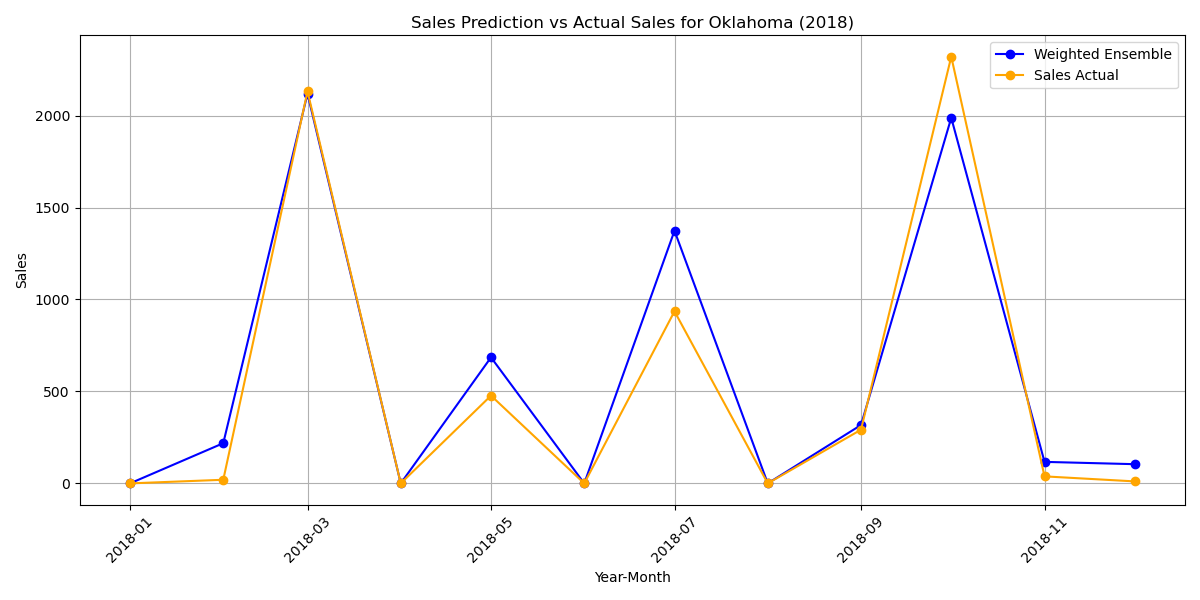 Sales Prediction vs Actual Sales for Oklahoma (2018)
Weighted Ensemble
Sales Actual
Sales
2000
1500
1000
500
0
2018-01
2018-03
2018-05
2018-07
2018-09
2018-11
Year-Month